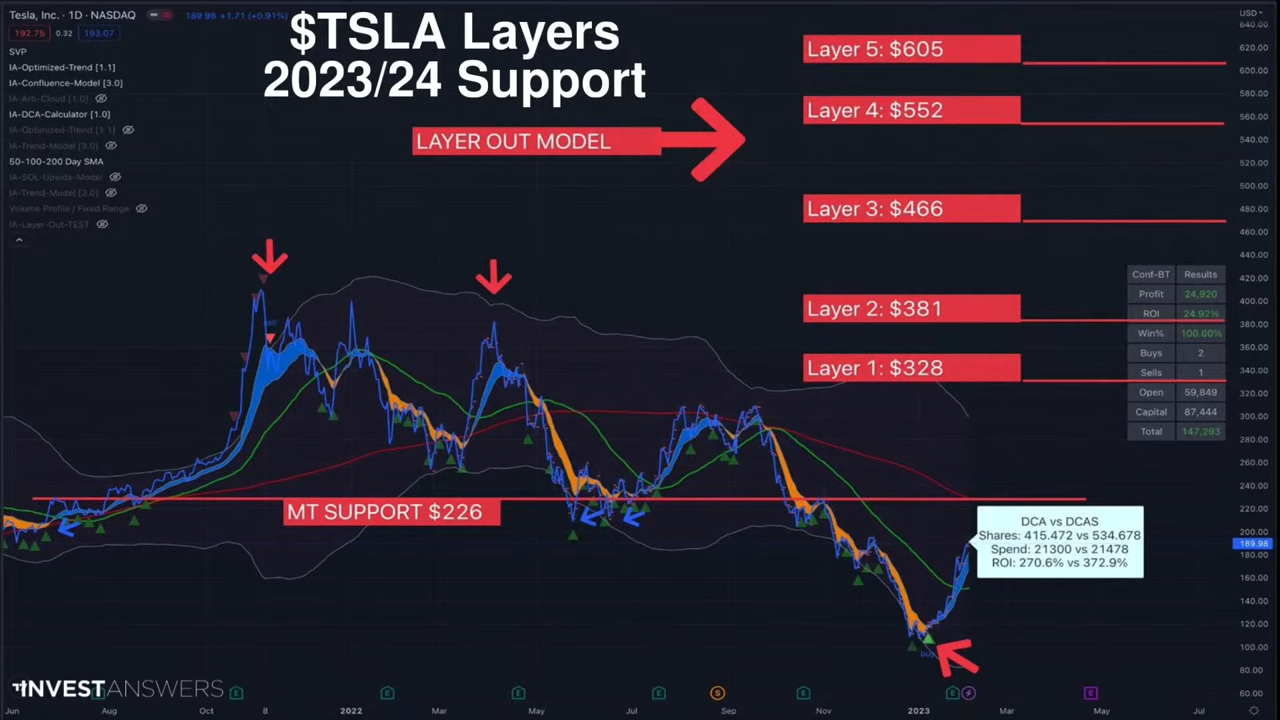 Tesla, Inc. · 1D · NASDAQ
189.98 +1.71 (+0.91%)
192.75 0.32 193.07
SVP
IA-Optimized-Trend [1.1]
IA-Confluence-Model [3.0]
IA-Arb-Cloud [1.0]
IA-DCA-Calculator [1.0]
IA-Optimized-Trend [1.1]
IA-Trend-Model [3.0]
50-100-200 Day SMA
IA-SOL-Upside-Model
IA-Trend-Model [2.0]
Volume Profile / Fixed Range
IA-Layer-Out-TEST
$TSLA Layers
2023/24 Support
LAYER OUT MODEL
Layer 5: $605
Layer 4: $552
Layer 3: $466
Layer 2: $381
Layer 1: $328
Conf-BT Results
Profit 24,920
ROI 24.92%
Win% 100.00%
Buys 2
Sells 1
Open 59,849
Capital 87,444
Total 147,293
sell
MT SUPPORT $226
DCA vs DCAS
Shares: 415.472 vs 534.678
Spend: 21300 vs 21478
ROI: 270.6% vs 372.9%
buy
USD
640.00
620.00
600.00
580.00
560.00
540.00
520.00
500.00
480.00
460.00
440.00
420.00
400.00
380.00
360.00
340.00
320.00
300.00
280.00
260.00
240.00
220.00
200.00
189.98
180.00
160.00
140.00
120.00
100.00
80.00
60.00
INVESTANSWERS
E E E E E S E E E
Jun Aug Oct 8 2022 Mar May Jul Sep Nov 2023 Mar May Jul